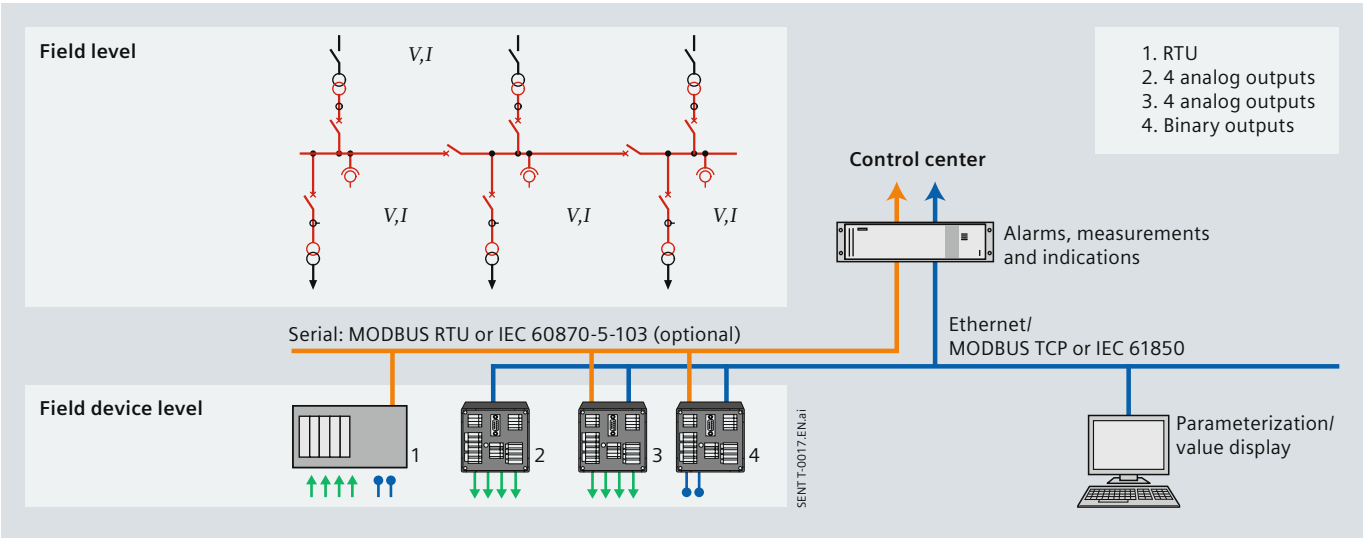 Field level
V,I
V,I
V,I
V,I
1. RTU
2. 4 analog outputs
3. 4 analog outputs
4. Binary outputs
Control center
Alarms, measurements
and indications
Serial: MODBUS RTU or IEC 60870-5-103 (optional)
Ethernet/
MODBUS TCP or IEC 61850
Field device level
1
2
3
4
SENT T-0017.EN.ai
Parameterization/
value display